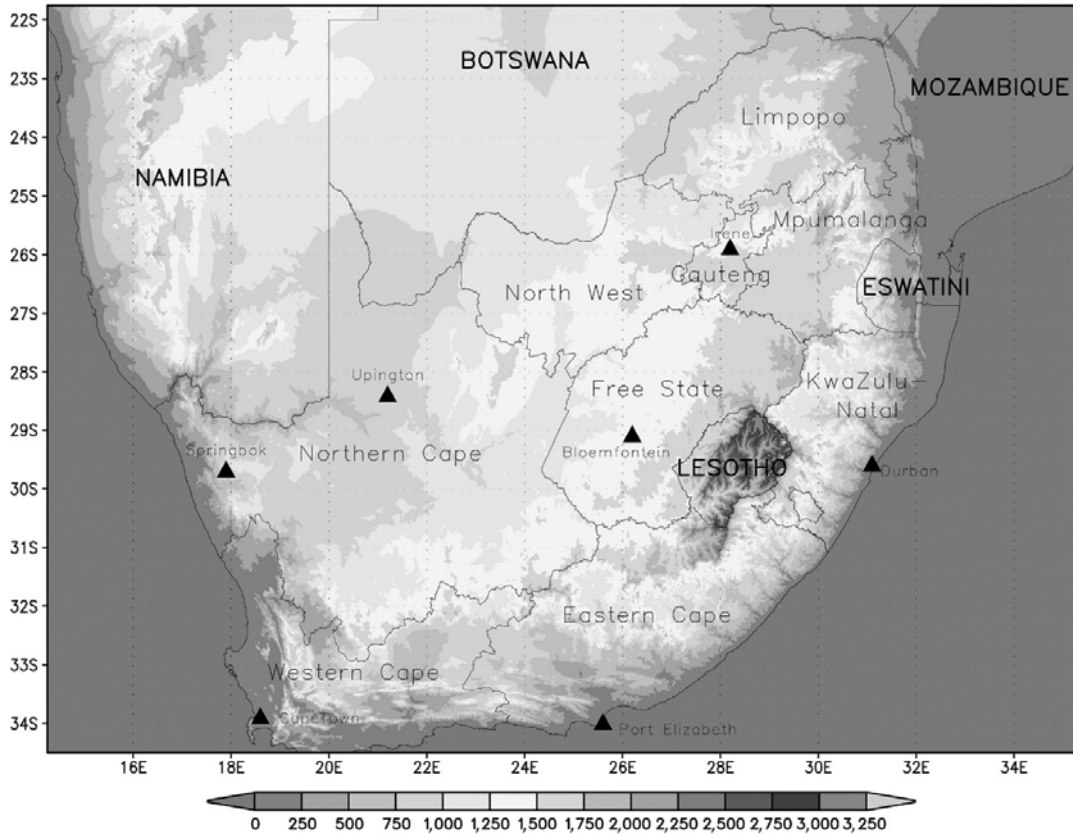 22S
BOTSWANA
23S
MOZAMBIQUE
Limpopo
24S
NAMIBIA
25S
Mpumalanga
Irene
26S
Gauteng
ESWATINI
North West
27S
28S
Upington
Free State
KwaZulu-
Natal
29S
Springbok
Northern Cape
Bloemfontein
LESOTHO
Durban
30S
31S
32S
Eastern Cape
33S
Western Cape
34S
CapeTown
Port Elizabeth
16E 18E 20E 22E 24E 26E 28E 30E 32E 34E
0 250 500 750 1,000 1,250 1,500 1,750 2,000 2,250 2,500 2,750 3,000 3,250